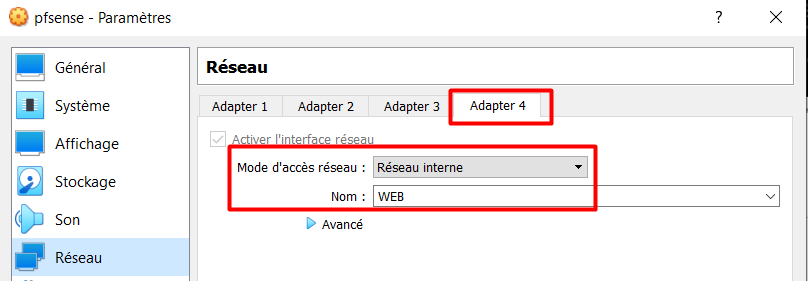 pfsense - Paramètres
?
Général
Système
Affichage
Stockage
Son
Réseau
Réseau
Adapter 1 Adapter 2 Adapter 3 Adapter 4
Activer l'interface réseau
Mode d'accès réseau : Réseau interne
Nom : WEB
Avancé